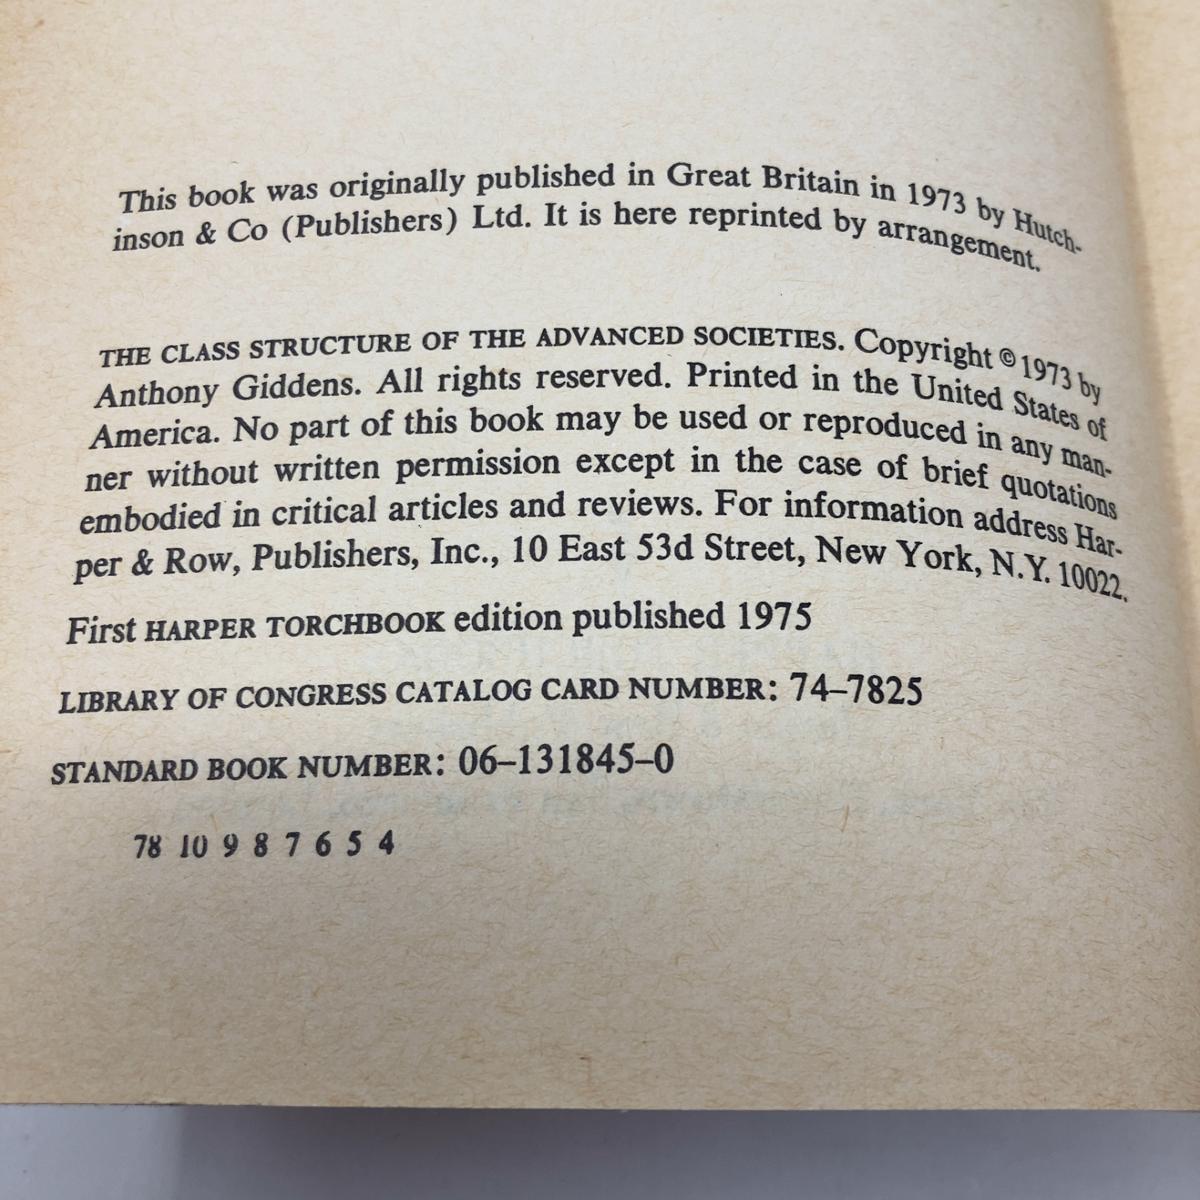 This book was originally published in Great Britain in 1973 by Hutch-
inson & Co (Publishers) Ltd. It is here reprinted by arrangement.
THE CLASS STRUCTURE OF THE ADVANCED SOCIETIES. Copyright © 1973 by
Anthony Giddens. All rights reserved. Printed in the United States of
America. No part of this book may be used or reproduced in any man-
ner without written permission except in the case of brief quotations
embodied in critical articles and reviews. For information address Har-
per & Row, Publishers, Inc., 10 East 53d Street, New York, N.Y. 10022.
First HARPER TORCHBOOK edition published 1975
LIBRARY OF CONGRESS CATALOG CARD NUMBER: 74–7825
STANDARD BOOK NUMBER: 06–131845–0
78 10 9 8 7 6 5 4